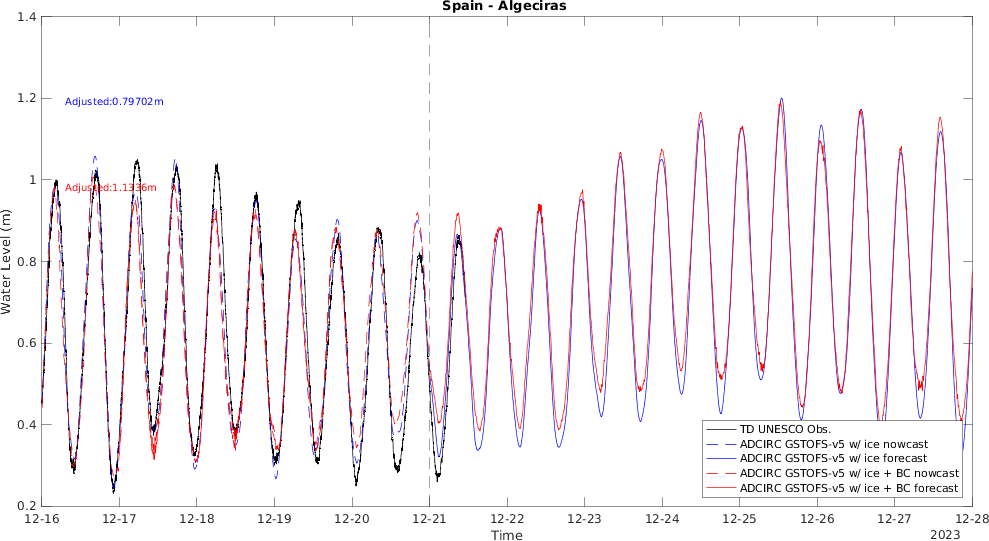 Spain - Algeciras
1.4
1.2
1
0.8
0.6
0.4
0.2
Water Level (m)
Adjusted:0.79702m
Adjusted:1.1336m
TD UNESCO Obs.
ADCIRC GSTOFS-v5 w/ ice nowcast
ADCIRC GSTOFS-v5 w/ ice forecast
ADCIRC GSTOFS-v5 w/ ice + BC nowcast
ADCIRC GSTOFS-v5 w/ ice + BC forecast
12-16 12-17 12-18 12-19 12-20 12-21 12-22 12-23 12-24 12-25 12-26 12-27 12-28
Time
2023